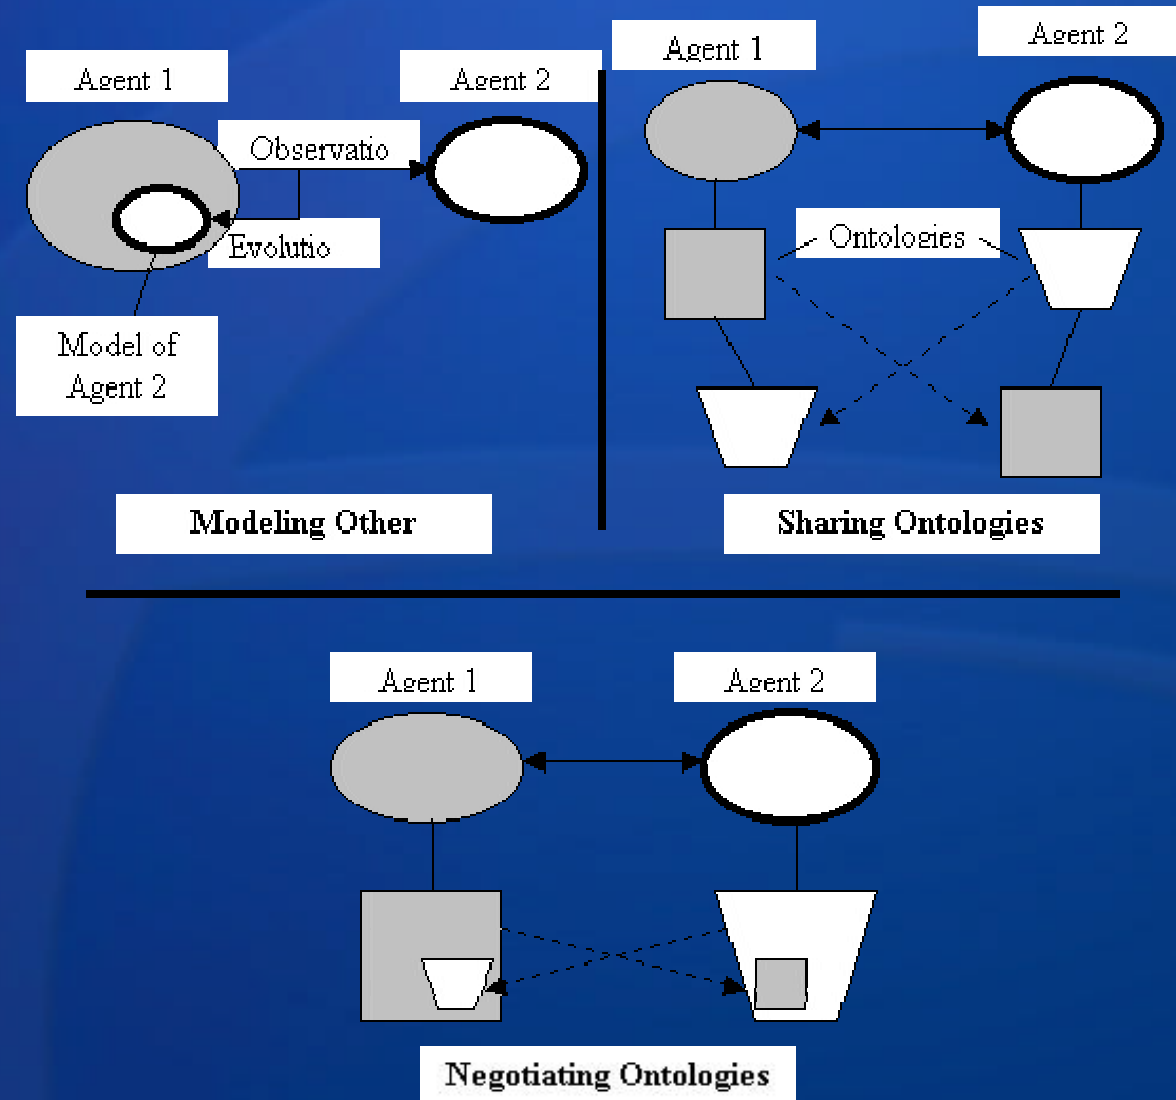 Agent 1
Agent 2
Observatio
Evolutio
Model of
Agent 2
Modeling Other
Agent 1
Agent 2
Ontologies
Sharing Ontologies
Agent 1
Agent 2
Negotiating Ontologies